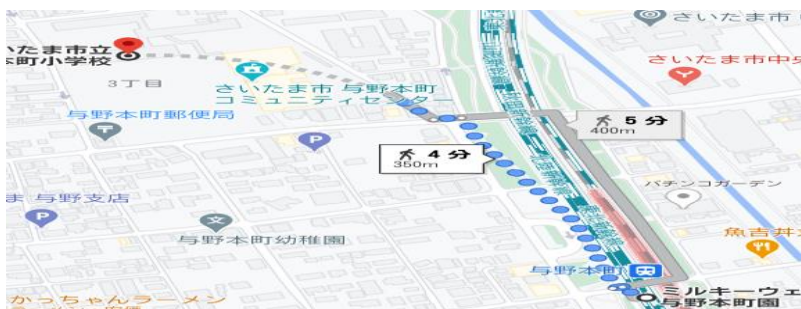 さいたま市
いたま市立
本町小学校
3丁目
さいたま市 与野本町
コミュニティセンター
さいたま市中央
5 分
400m
与野本町郵便局
4 分
350m
パチンコガーデン
ま 与野支店
与野本町幼稚園
魚吉井
与野本町
ミルキーウェ
与野本町園
かっちゃんラーメン